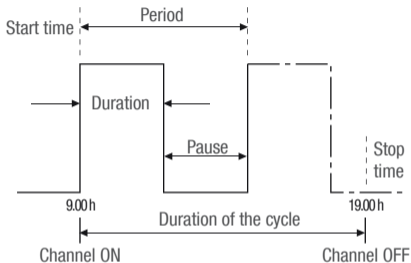 Period
Start time
Duration
Pause
Stop
time
9.00 h
19.00 h
Duration of the cycle
Channel ON
Channel OFF